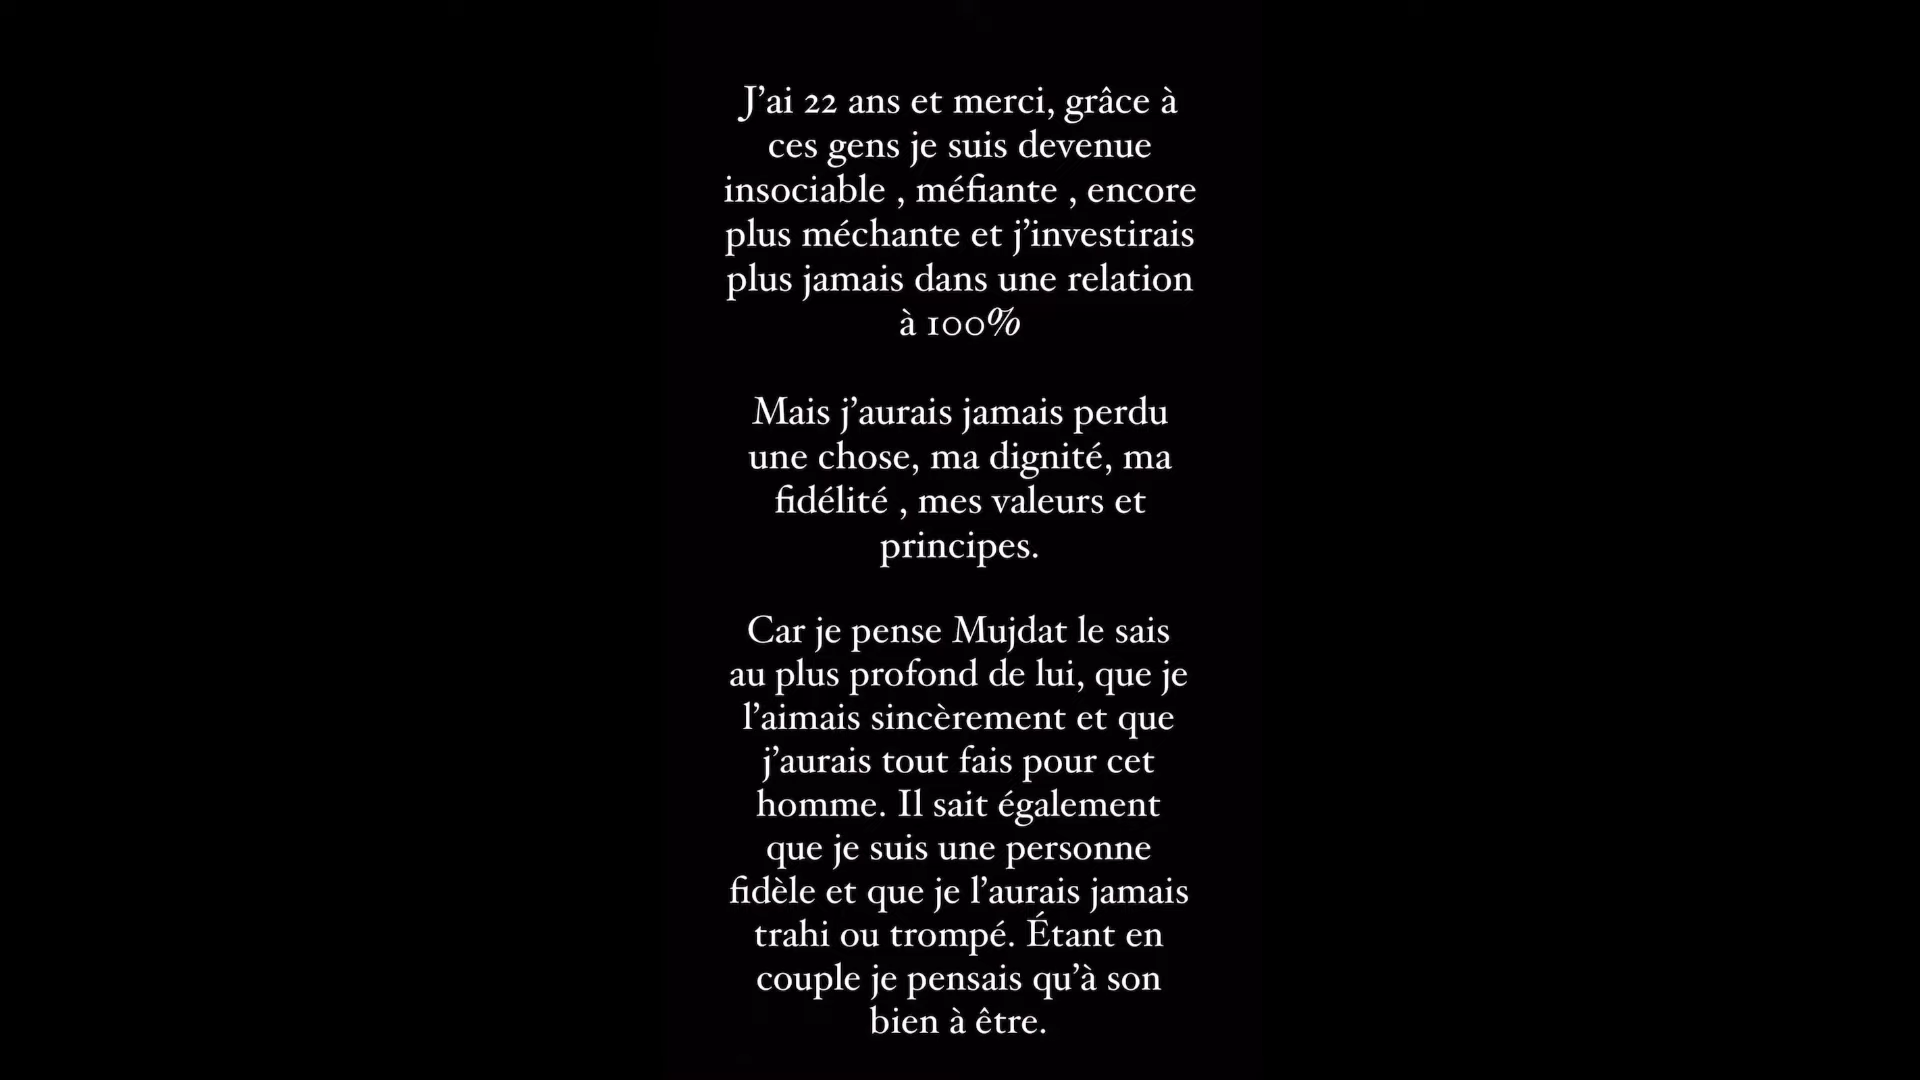 J’ai 22 ans et merci, grâce à
ces gens je suis devenue
insociable , méfiante , encore
plus méchante et j’investirais
plus jamais dans une relation
à 100%
Mais j’aurais jamais perdu
une chose, ma dignité, ma
fidélité , mes valeurs et
principes.
Car je pense Mujdat le sais
au plus profond de lui, que je
l’aimais sincèrement et que
j’aurais tout fais pour cet
homme. Il sait également
que je suis une personne
fidèle et que je l’aurais jamais
trahi ou trompé. Étant en
couple je pensais qu’à son
bien à être.